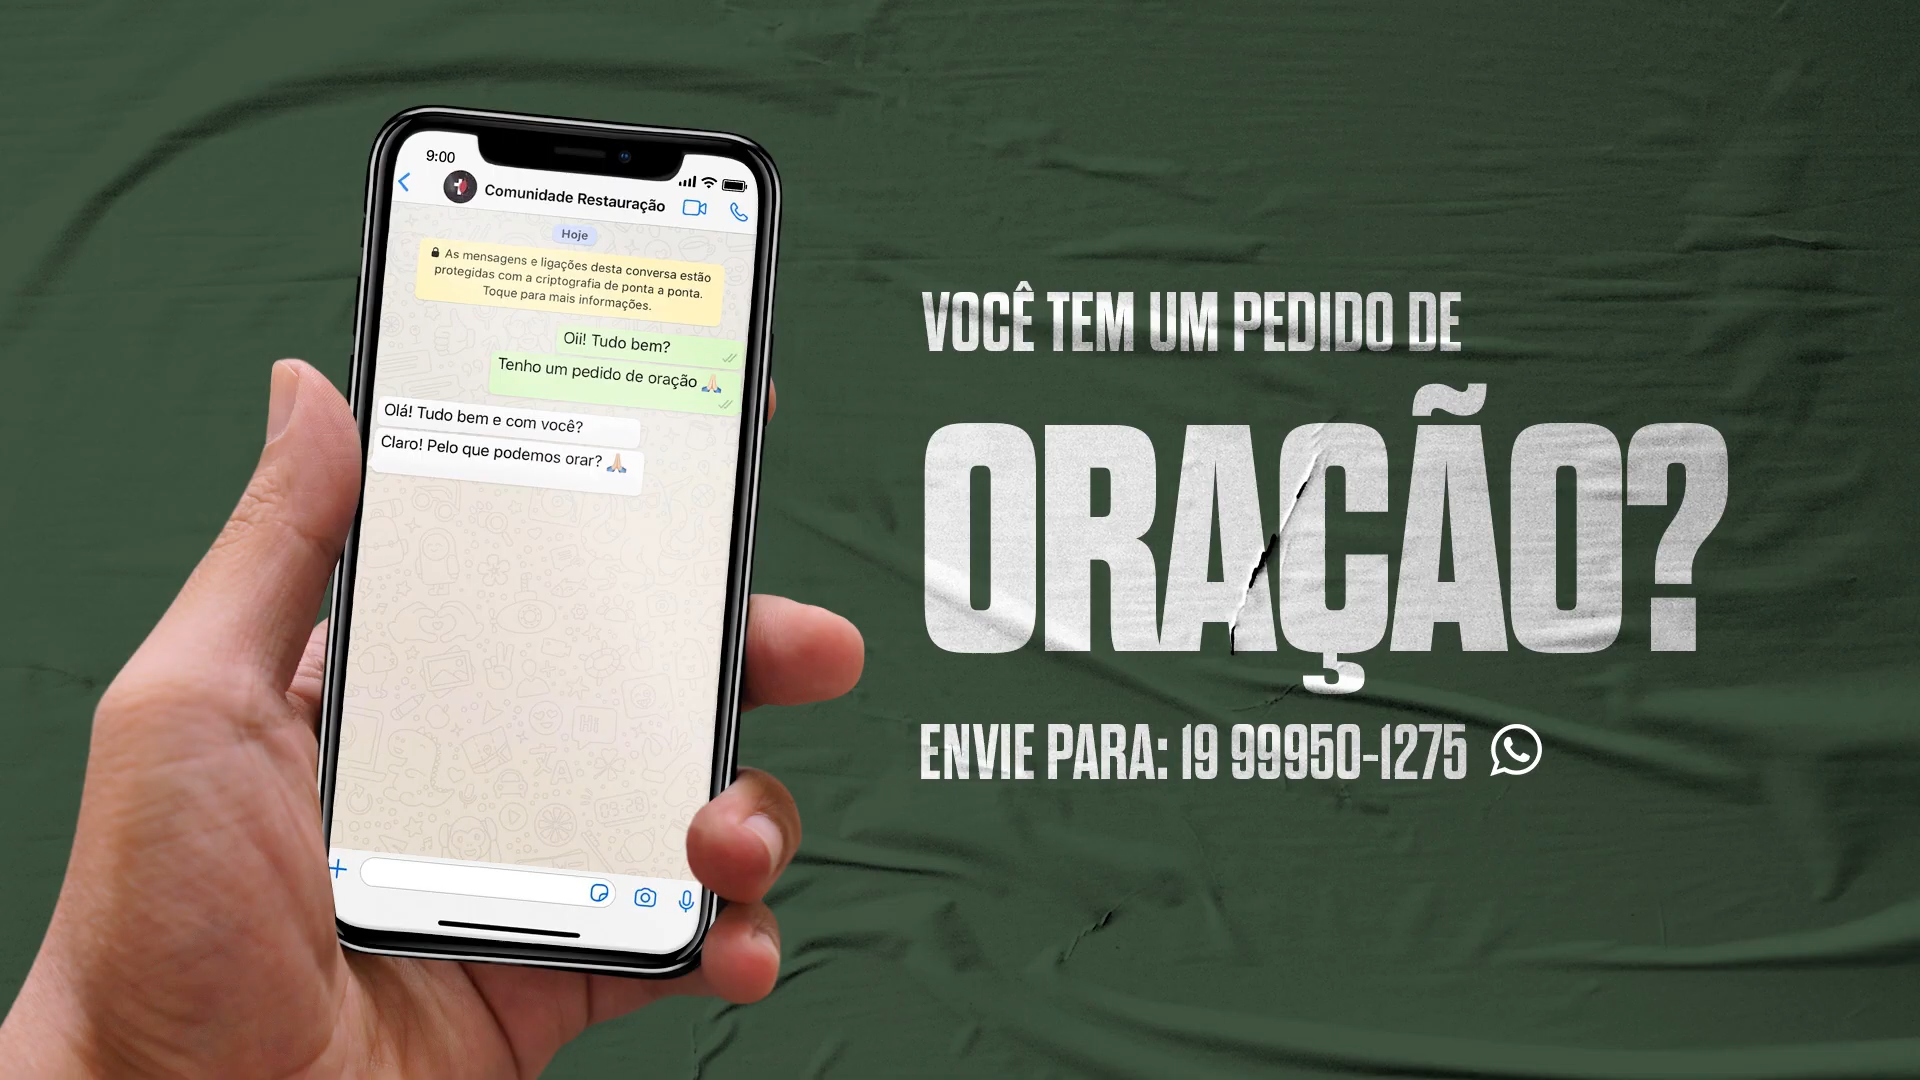 9:00
Comunidade Restauração
Hoje
As mensagens e ligações desta conversa estão
protegidas com a criptografia de ponta a ponta.
Toque para mais informações.
Oii! Tudo bem?
Tenho um pedido de oração 🙏🏻
Olá! Tudo bem e com você?
Claro! Pelo que podemos orar? 🙏🏻
VOCÊ TEM UM PEDIDO DE
ORAÇÃO?
ENVIE PARA: 19 99950-1275